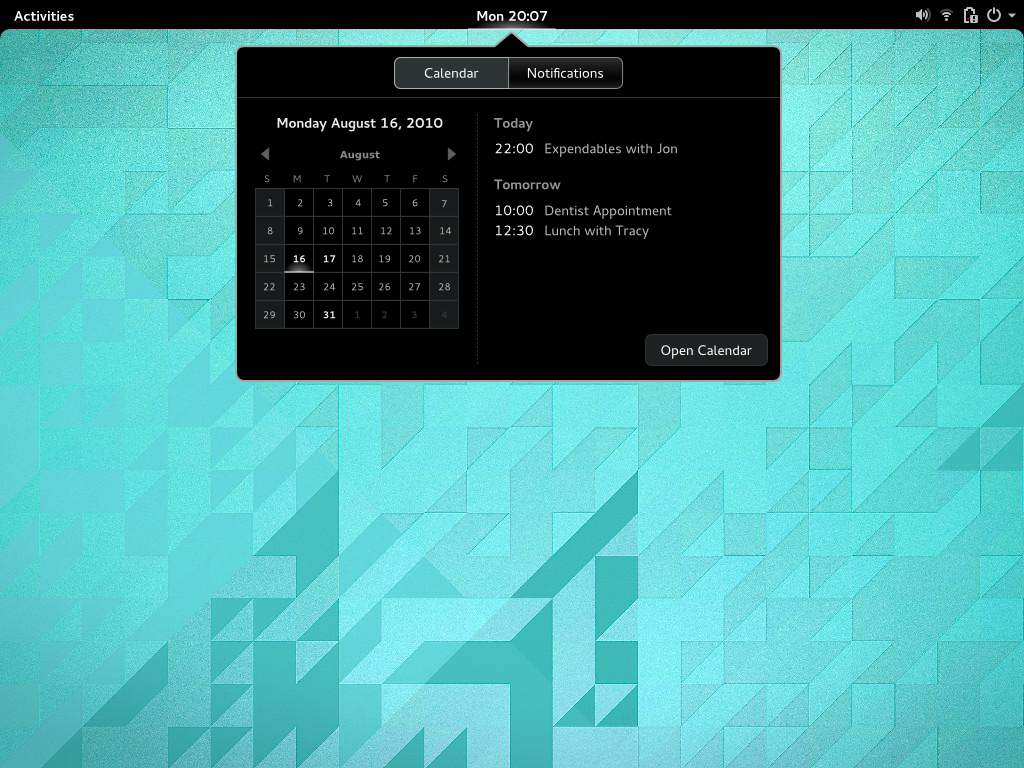 Activities
Mon 20:07
Calendar
Notifications
Monday August 16, 2010
August
S M T W T F S
1 2 3 4 5 6 7
8 9 10 11 12 13 14
15 16 17 18 19 20 21
22 23 24 25 26 27 28
29 30 31 1 2 3 4
Today
22:00 Expendables with Jon
Tomorrow
10:00 Dentist Appointment
12:30 Lunch with Tracy
Open Calendar